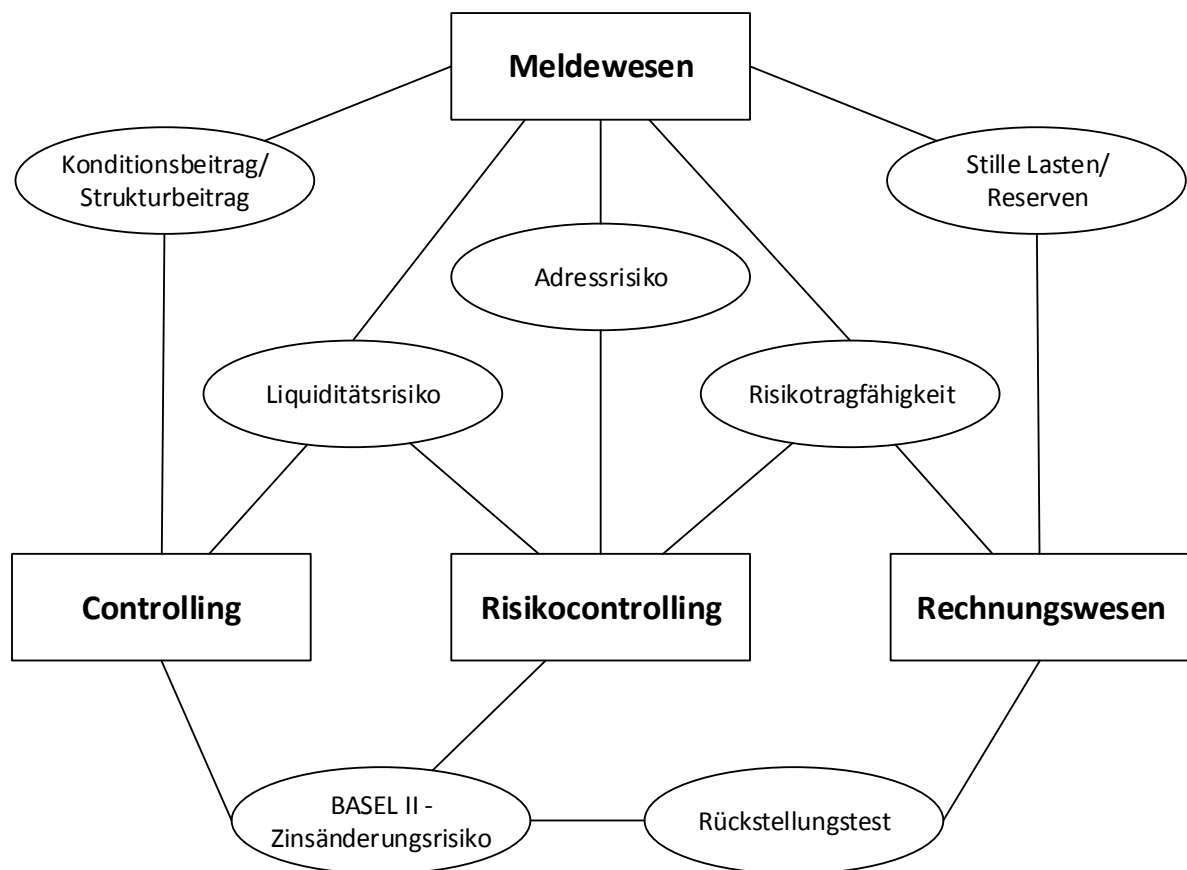 Meldewesen
Konditionsbeitrag/
Strukturbeitrag
Stille Lasten/
Reserven
Adressrisiko
Liquiditätsrisiko
Risikotragfähigkeit
Controlling
Risikocontrolling
Rechnungswesen
BASEL II -
Zinsänderungsrisiko
Rückstellungstest